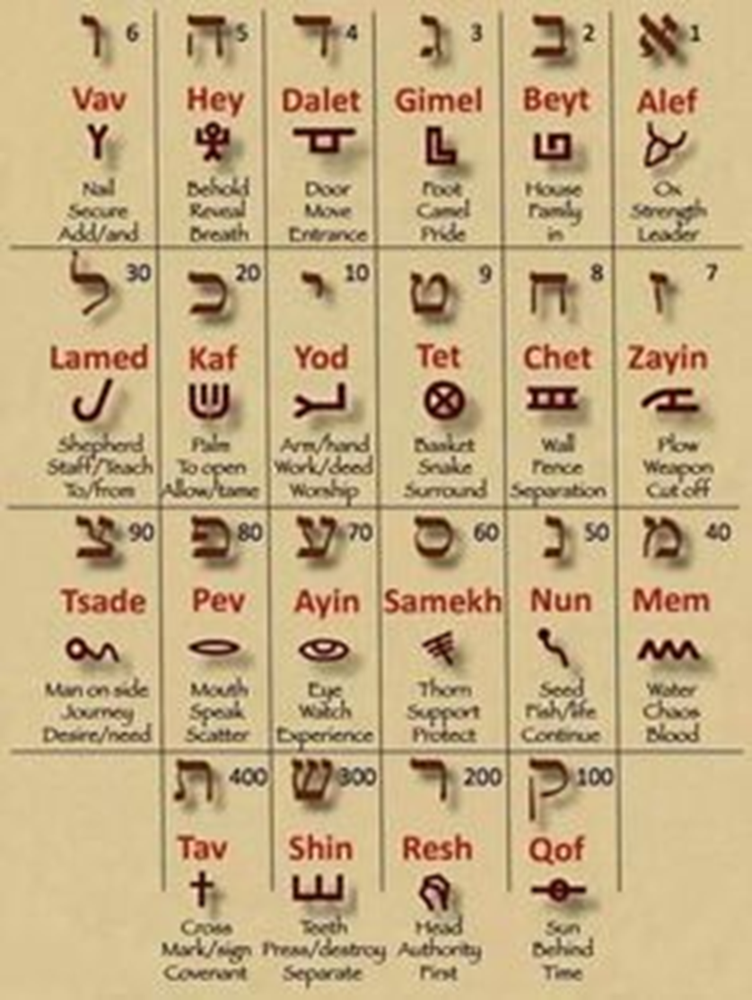 א 1
Alef
Ox
Strength
Leader
ב 2
Beyt
House
Family
in
ג 3
Gimel
Foot
Camel
Pride
ד 4
Dalet
Door
Move
Entrance
ה 5
Hey
Behold
Reveal
Breath
ו 6
Vav
Nail
Secure
Add/and
ז 7
Zayin
Plow
Weapon
Cut off
ח 8
Chet
Wall
Fence
Separation
ט 9
Tet
Basket
Snake
Surround
י 10
Yod
Arm/hand
Work/deed
Worship
כ 20
Kaf
Palm
To open
Allow/tame
ל 30
Lamed
Shepherd
Staff/Teach
To/from
מ 40
Mem
Water
Chaos
Blood
נ 50
Nun
Seed
Fish/life
Continue
ס 60
Samekh
Thorn
Support
Protect
ע 70
Ayin
Eye
Watch
Experience
פ 80
Pey
Mouth
Speak
Scatter
צ 90
Tsade
Man on side
Journey
Desire/need
ק 100
Qof
Sun
Behind
Time
ר 200
Resh
Head
Authority
First
ש 300
Shin
Teeth
Press/destroy
Separate
ת 400
Tav
Cross
Mark/sign
Covenant